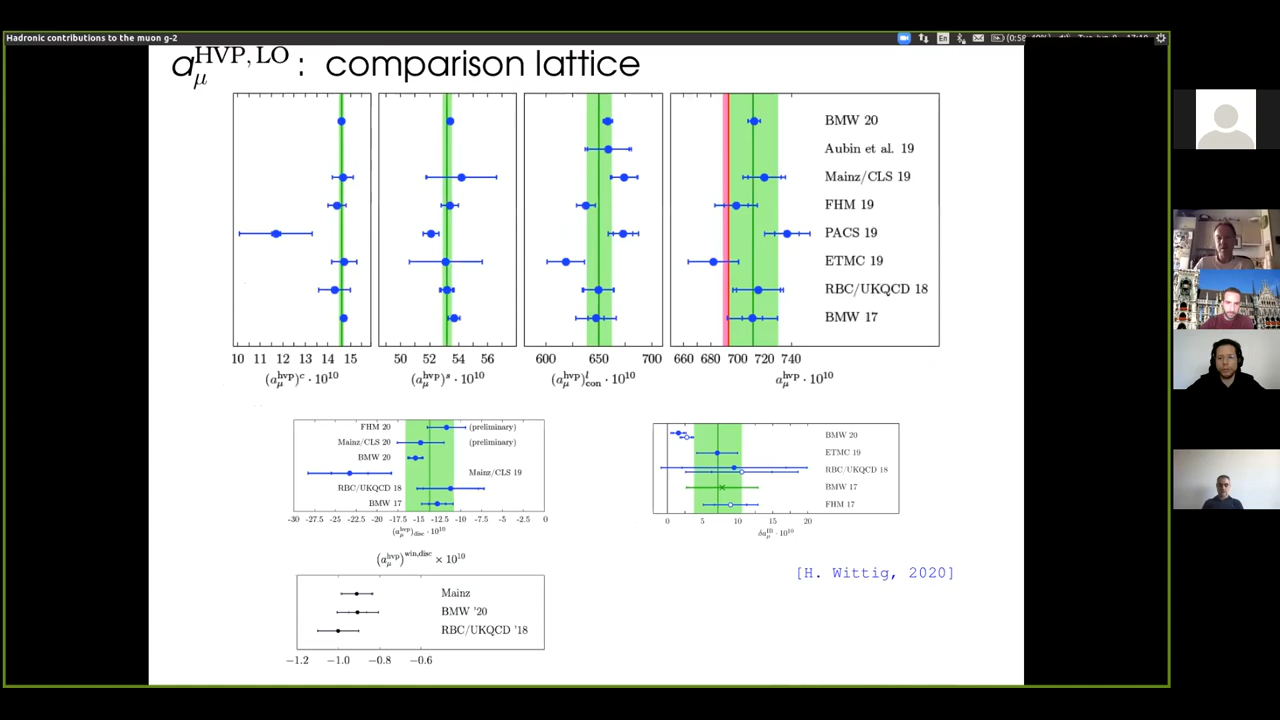 Hadronic contributions to the muon g-2
En
a_μ^HVP, LO : comparison lattice
BMW 20
Aubin et al. 19
Mainz/CLS 19
FHM 19
PACS 19
ETMC 19
RBC/UKQCD 18
BMW 17
10 11 12 13 14 15
50 52 54 56
600 650 700
660 680 700 720 740
(a_μ^hvp)^c · 10^10
(a_μ^hvp)^s · 10^10
(a_μ^hvp)^l_con · 10^10
a_μ^hvp · 10^10
FHM 20 (preliminary)
Mainz/CLS 20 (preliminary)
BMW 20
Mainz/CLS 19
RBC/UKQCD 18
BMW 17
-30 -27.5 -25 -22.5 -20 -17.5 -15 -12.5 -10 -7.5 -5 -2.5 0
(a_μ^hvp)_disc · 10^10
BMW 20
ETMC 19
RBC/UKQCD 18
BMW 17
FHM 17
0 5 10 15 20
δa_μ^IB · 10^10
(a_μ^hvp)^win,disc × 10^10
Mainz
BMW '20
RBC/UKQCD '18
−1.2 −1.0 −0.8 −0.6
[H. Wittig, 2020]